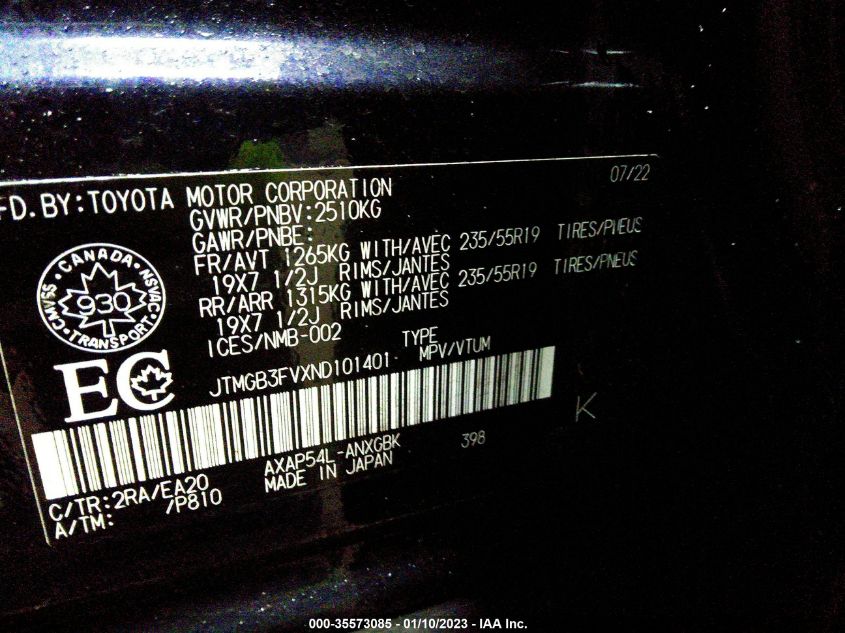 07/22
FD. BY: TOYOTA MOTOR CORPORATION
GVWR/PNBV: 2510KG
GAWR/PNBE:
FR/AVT 1265KG WITH/AVEC 235/55R19 TIRES/PNEUS
19X7 1/2J RIMS/JANTES
RR/ARR 1315KG WITH/AVEC 235/55R19 TIRES/PNEUS
19X7 1/2J RIMS/JANTES
ICES/NMB-002
TYPE
JTMGB3FVXND101401 MPV/VTUM
CANADA
CMVSS NSVAC
930
TRANSPORT
EC
K
AXAP54L-ANXGBK 398
MADE IN JAPAN
C/TR: 2RA/EA20
A/TM: /P810
000-35573085 - 01/10/2023 - IAA Inc.